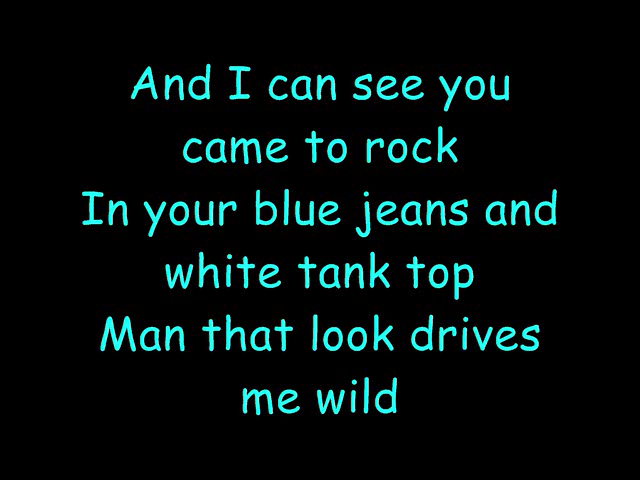 And I can see you
came to rock
In your blue jeans and
white tank top
Man that look drives
me wild